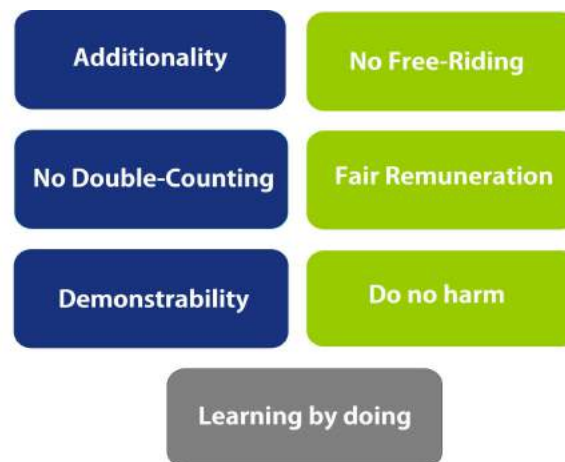 Additionality
No Free-Riding
No Double-Counting
Fair Remuneration
Demonstrability
Do no harm
Learning by doing